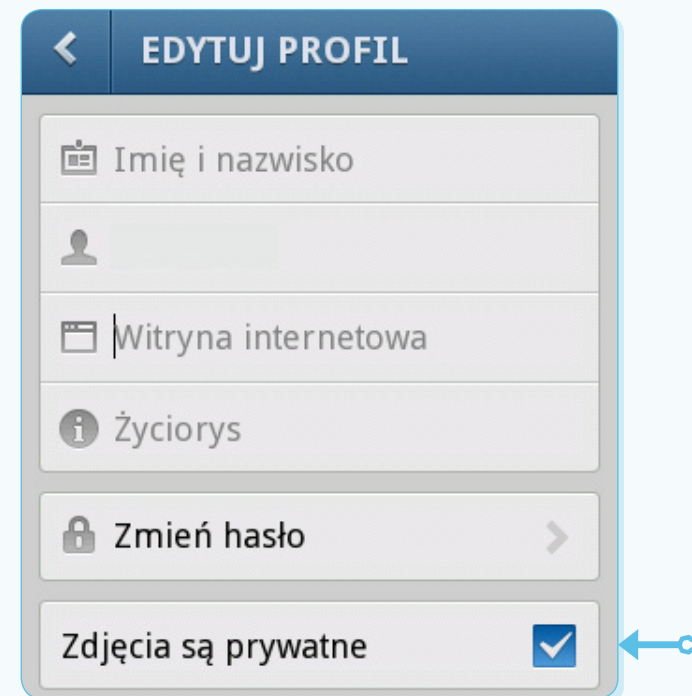 EDYTUJ PROFIL
Imię i nazwisko
Witryna internetowa
Życiorys
Zmień hasło
Zdjęcia są prywatne